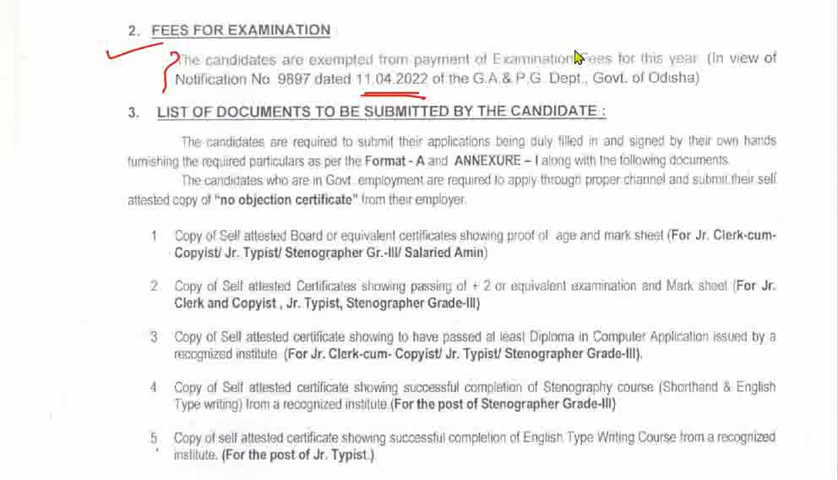 2. FEES FOR EXAMINATION
The candidates are exempted from payment of Examination Fees for this year (In view of
Notification No 9897 dated 11.04.2022 of the G.A.& P.G. Dept., Govt. of Odisha)
3. LIST OF DOCUMENTS TO BE SUBMITTED BY THE CANDIDATE :
The candidates are required to submit their applications being duly filled in and signed by their own hands
furnishing the required particulars as per the Format - A and ANNEXURE – I along with the following documents.
The candidates who are in Govt employment are required to apply through proper channel and submit their self
attested copy of "no objection certificate" from their employer.
1 Copy of Self attested Board or equivalent certificates showing proof of age and mark sheet (For Jr. Clerk-cum-
Copyist/ Jr. Typist/ Stenographer Gr.-III/ Salaried Amin)
2 Copy of Self attested Certificates showing passing of + 2 or equivalent examination and Mark sheet (For Jr.
Clerk and Copyist , Jr. Typist, Stenographer Grade-III)
3 Copy of Self attested certificate showing to have passed at least Diploma in Computer Application issued by a
recognized institute (For Jr. Clerk-cum- Copyist/ Jr. Typist/ Stenographer Grade-III).
4 Copy of Self attested certificate showing successful completion of Stenography course (Shorthand & English
Type writing) from a recognized institute.(For the post of Stenographer Grade-III)
5 Copy of self attested certificate showing successful completion of English Type Writing Course from a recognized
institute. (For the post of Jr. Typist.)